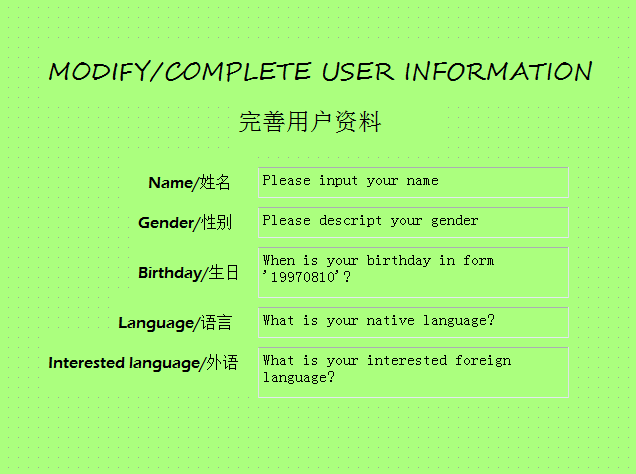 MODIFY/COMPLETE USER INFORMATION
完善用户资料
Name/姓名 Please input your name
Gender/性别 Please descript your gender
Birthday/生日 When is your birthday in form
'19970810'?
Language/语言 What is your native language?
Interested language/外语 What is your interested foreign
language?